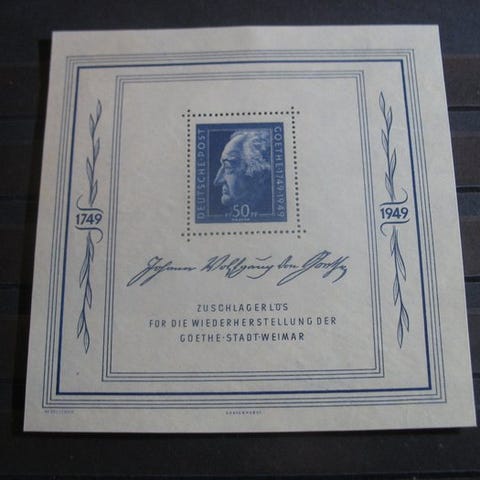 DEUTSCHE·POST
GOETHE·1749·1949
50 PF
1749
1949
Johann Wolfgang von Goethe
ZUSCHLAGERLÖS
FÜR DIE WIEDERHERSTELLUNG DER
GOETHE·STADT·WEIMAR